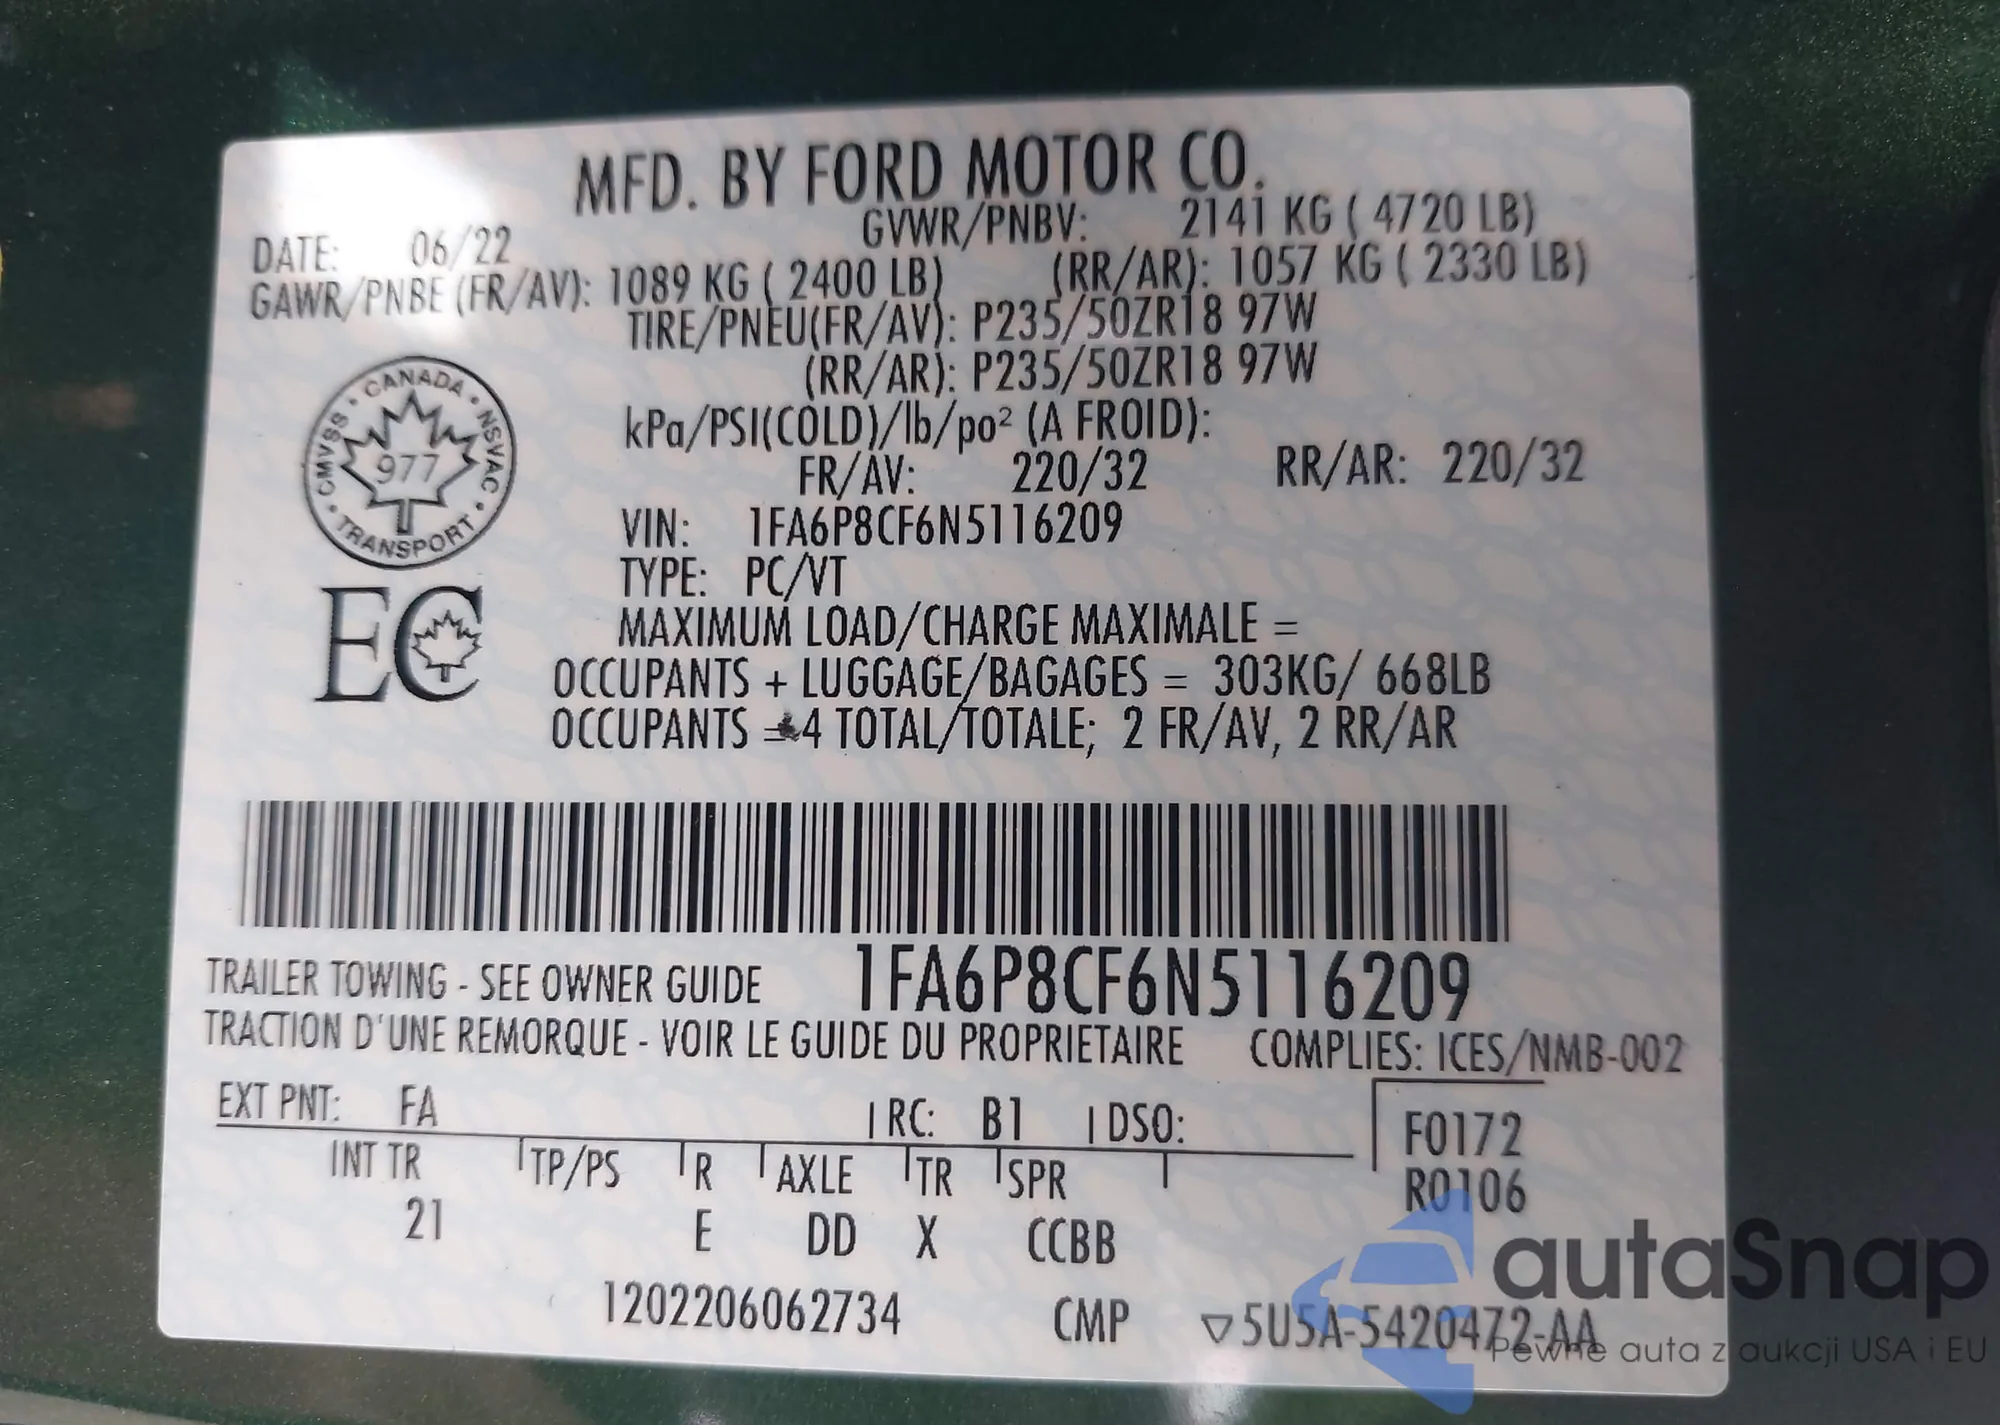 MFD. BY FORD MOTOR CO.
DATE: 06/22 GVWR/PNBV: 2141 KG ( 4720 LB)
GAWR/PNBE (FR/AV): 1089 KG ( 2400 LB) (RR/AR): 1057 KG ( 2330 LB)
TIRE/PNEU(FR/AV): P235/50ZR18 97W
(RR/AR): P235/50ZR18 97W
kPa/PSI(COLD)/lb/po² (A FROID):
FR/AV: 220/32 RR/AR: 220/32
CANADA · NSVAC · TRANSPORT · CMVSS ·
977
VIN: 1FA6P8CF6N5116209
TYPE: PC/VT
EC
MAXIMUM LOAD/CHARGE MAXIMALE =
OCCUPANTS + LUGGAGE/BAGAGES = 303KG/ 668LB
OCCUPANTS = 4 TOTAL/TOTALE; 2 FR/AV, 2 RR/AR
TRAILER TOWING - SEE OWNER GUIDE 1FA6P8CF6N5116209
TRACTION D'UNE REMORQUE - VOIR LE GUIDE DU PROPRIETAIRE COMPLIES: ICES/NMB-002
EXT PNT: FA RC: B1 DSO: F0172
INT TR TP/PS R AXLE TR SPR R0106
21 E DD X CCBB
1202206062734 CMP ▽5U5A-5420472-AA
autaSnap
Pewne auta z aukcji USA i EU